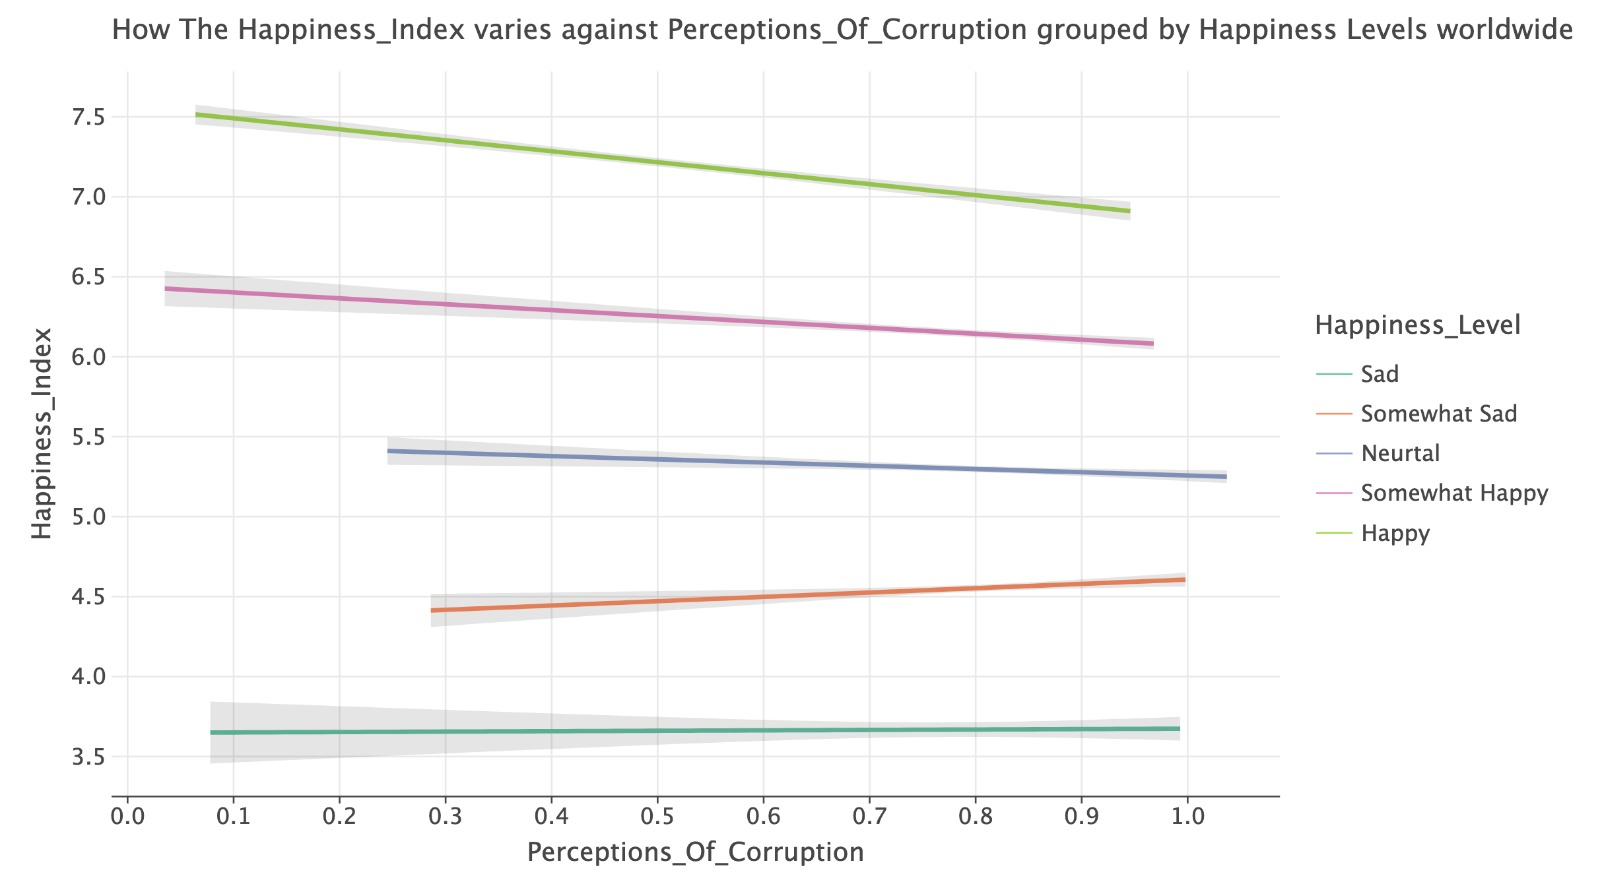 How The Happiness_Index varies against Perceptions_Of_Corruption grouped by Happiness Levels worldwide
7.5
7.0
6.5
6.0
5.5
5.0
4.5
4.0
3.5
Happiness_Index
0.0 0.1 0.2 0.3 0.4 0.5 0.6 0.7 0.8 0.9 1.0
Perceptions_Of_Corruption
Happiness_Level
Sad
Somewhat Sad
Neurtal
Somewhat Happy
Happy